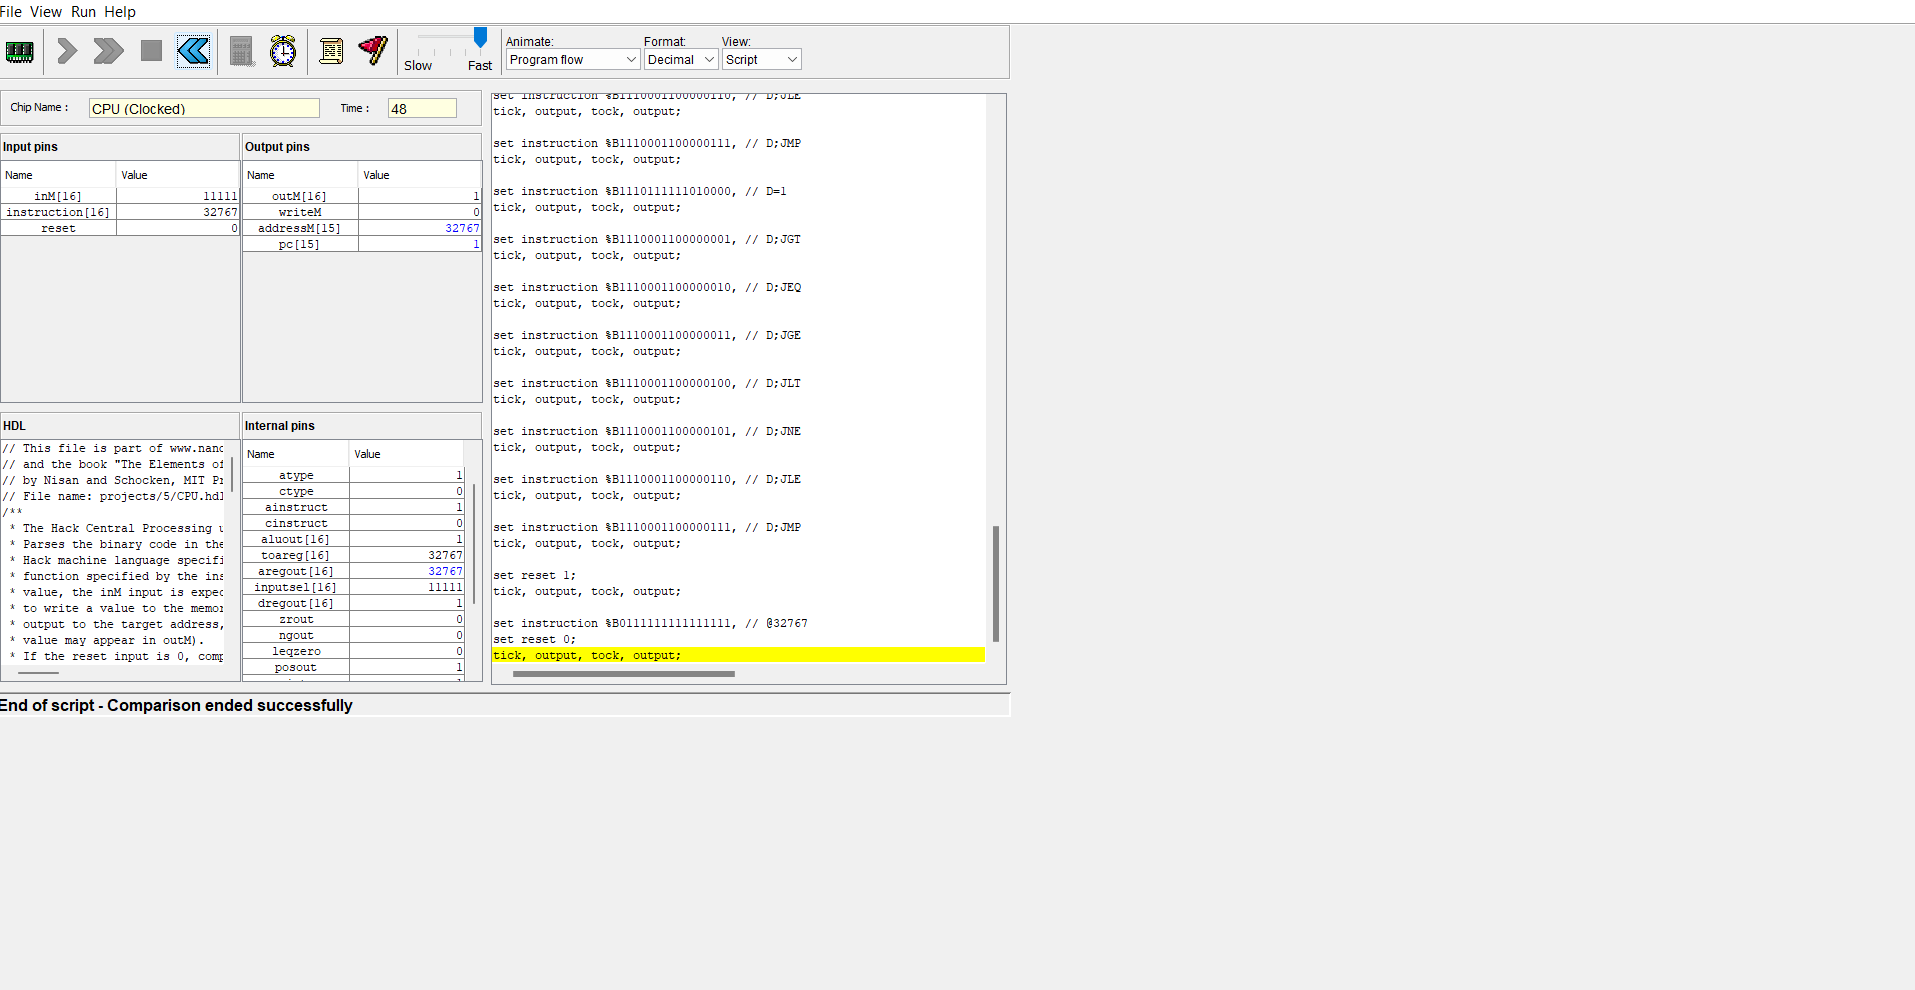 File View Run Help
Slow Fast
Animate: Format: View:
Program flow Decimal Script
Chip Name : CPU (Clocked) Time : 48
Input pins
Name Value
inM[16] 11111
instruction[16] 32767
reset 0
Output pins
Name Value
outM[16] 1
writeM 0
addressM[15] 32767
pc[15] 1
HDL
// This file is part of www.nand
// and the book "The Elements of
// by Nisan and Schocken, MIT Pr
// File name: projects/5/CPU.hdl
/**
* The Hack Central Processing u
* Parses the binary code in the
* Hack machine language specifi
* function specified by the ins
* value, the inM input is expec
* to write a value to the memor
* output to the target address,
* value may appear in outM).
* If the reset input is 0, comp
Internal pins
Name Value
atype 1
ctype 0
ainstruct 1
cinstruct 0
aluout[16] 1
toareg[16] 32767
aregout[16] 32767
inputsel[16] 11111
dregout[16] 1
zrout 0
ngout 0
leqzero 0
posout 1
set instruction %B1110001100000110, // D;JLE
tick, output, tock, output;
set instruction %B1110001100000111, // D;JMP
tick, output, tock, output;
set instruction %B1110111111010000, // D=1
tick, output, tock, output;
set instruction %B1110001100000001, // D;JGT
tick, output, tock, output;
set instruction %B1110001100000010, // D;JEQ
tick, output, tock, output;
set instruction %B1110001100000011, // D;JGE
tick, output, tock, output;
set instruction %B1110001100000100, // D;JLT
tick, output, tock, output;
set instruction %B1110001100000101, // D;JNE
tick, output, tock, output;
set instruction %B1110001100000110, // D;JLE
tick, output, tock, output;
set instruction %B1110001100000111, // D;JMP
tick, output, tock, output;
set reset 1;
tick, output, tock, output;
set instruction %B0111111111111111, // @32767
set reset 0;
tick, output, tock, output;
End of script - Comparison ended successfully